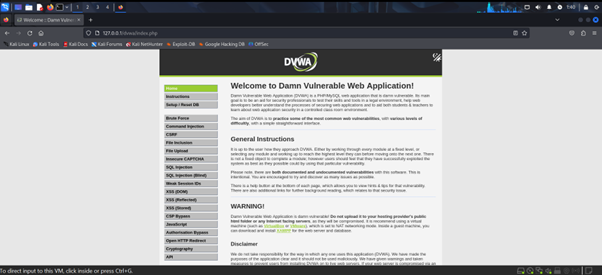 1 2 3 4
1:40
Welcome :: Damn Vulnerable
127.0.0.1/dvwa/index.php
Kali Linux Kali Tools Kali Docs Kali Forums Kali NetHunter Exploit-DB Google Hacking DB OffSec
DVWA
Home
Instructions
Setup / Reset DB
Brute Force
Command Injection
CSRF
File Inclusion
File Upload
Insecure CAPTCHA
SQL Injection
SQL Injection (Blind)
Weak Session IDs
XSS (DOM)
XSS (Reflected)
XSS (Stored)
CSP Bypass
JavaScript
Authorisation Bypass
Open HTTP Redirect
Cryptography
API
Welcome to Damn Vulnerable Web Application!
Damn Vulnerable Web Application (DVWA) is a PHP/MySQL web application that is damn vulnerable. Its main
goal is to be an aid for security professionals to test their skills and tools in a legal environment, help web
developers better understand the processes of securing web applications and to aid both students & teachers to
learn about web application security in a controlled class room environment.
The aim of DVWA is to practice some of the most common web vulnerabilities, with various levels of
difficulty, with a simple straightforward interface.
General Instructions
It is up to the user how they approach DVWA. Either by working through every module at a fixed level, or
selecting any module and working up to reach the highest level they can before moving onto the next one. There
is not a fixed object to complete a module; however users should feel that they have successfully exploited the
system as best as they possible could by using that particular vulnerability.
Please note, there are both documented and undocumented vulnerabilities with this software. This is
intentional. You are encouraged to try and discover as many issues as possible.
There is a help button at the bottom of each page, which allows you to view hints & tips for that vulnerability.
There are also additional links for further background reading, which relates to that security issue.
WARNING!
Damn Vulnerable Web Application is damn vulnerable! Do not upload it to your hosting provider's public
html folder or any Internet facing servers, as they will be compromised. It is recommend using a virtual
machine (such as VirtualBox or VMware), which is set to NAT networking mode. Inside a guest machine, you
can download and install XAMPP for the web server and database.
Disclaimer
We do not take responsibility for the way in which any one uses this application (DVWA). We have made the
purposes of the application clear and it should not be used maliciously. We have given warnings and taken
measures to prevent users from installing DVWA on to live web servers. If your web server is compromised via an
To direct input to this VM, click inside or press Ctrl+G.